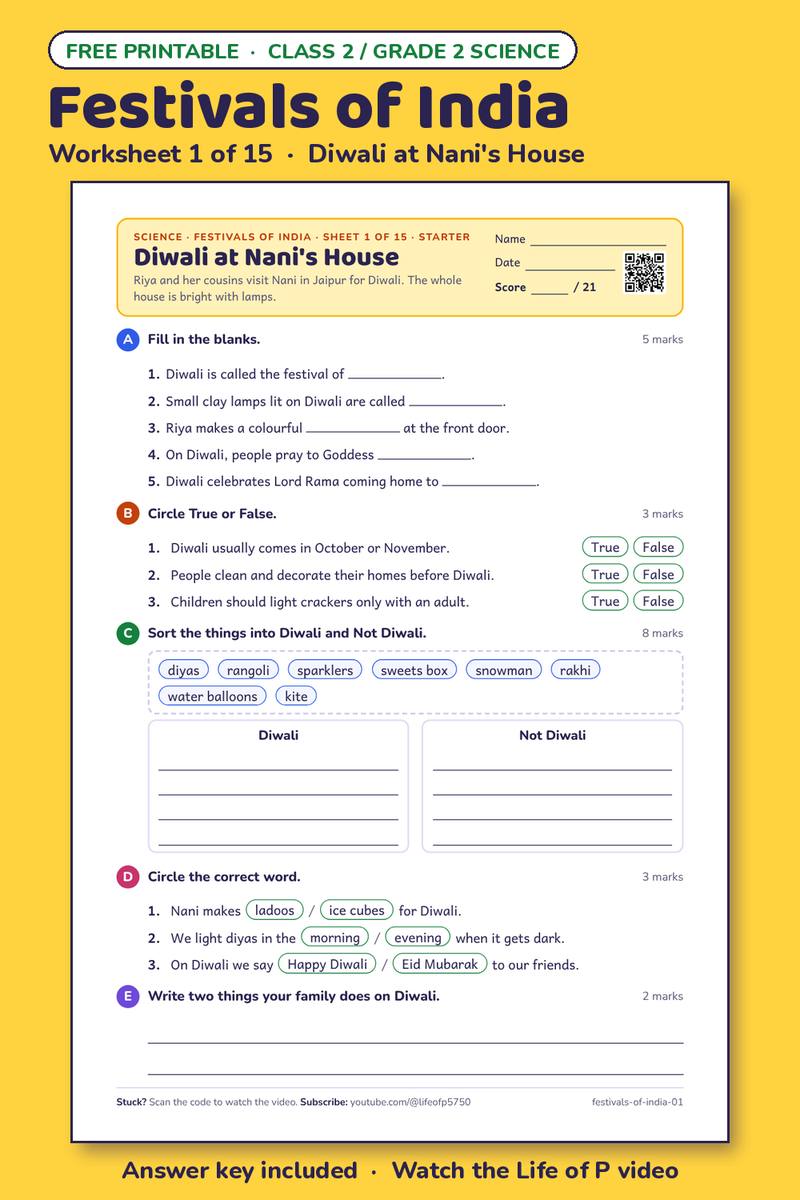 FREE PRINTABLE · CLASS 2 / GRADE 2 SCIENCE
Festivals of India
Worksheet 1 of 15 · Diwali at Nani's House
SCIENCE · FESTIVALS OF INDIA · SHEET 1 OF 15 · STARTER
Diwali at Nani's House
Riya and her cousins visit Nani in Jaipur for Diwali. The whole
house is bright with lamps.
Name
Date
Score ______ / 21
A Fill in the blanks. 5 marks
1. Diwali is called the festival of ____________.
2. Small clay lamps lit on Diwali are called ____________.
3. Riya makes a colourful ____________ at the front door.
4. On Diwali, people pray to Goddess ____________.
5. Diwali celebrates Lord Rama coming home to ____________.
B Circle True or False. 3 marks
1. Diwali usually comes in October or November. True False
2. People clean and decorate their homes before Diwali. True False
3. Children should light crackers only with an adult. True False
C Sort the things into Diwali and Not Diwali. 8 marks
diyas rangoli sparklers sweets box snowman rakhi
water balloons kite
Diwali Not Diwali
D Circle the correct word. 3 marks
1. Nani makes ladoos / ice cubes for Diwali.
2. We light diyas in the morning / evening when it gets dark.
3. On Diwali we say Happy Diwali / Eid Mubarak to our friends.
E Write two things your family does on Diwali. 2 marks
Stuck? Scan the code to watch the video. Subscribe: youtube.com/@lifeofp5750 festivals-of-india-01
Answer key included · Watch the Life of P video